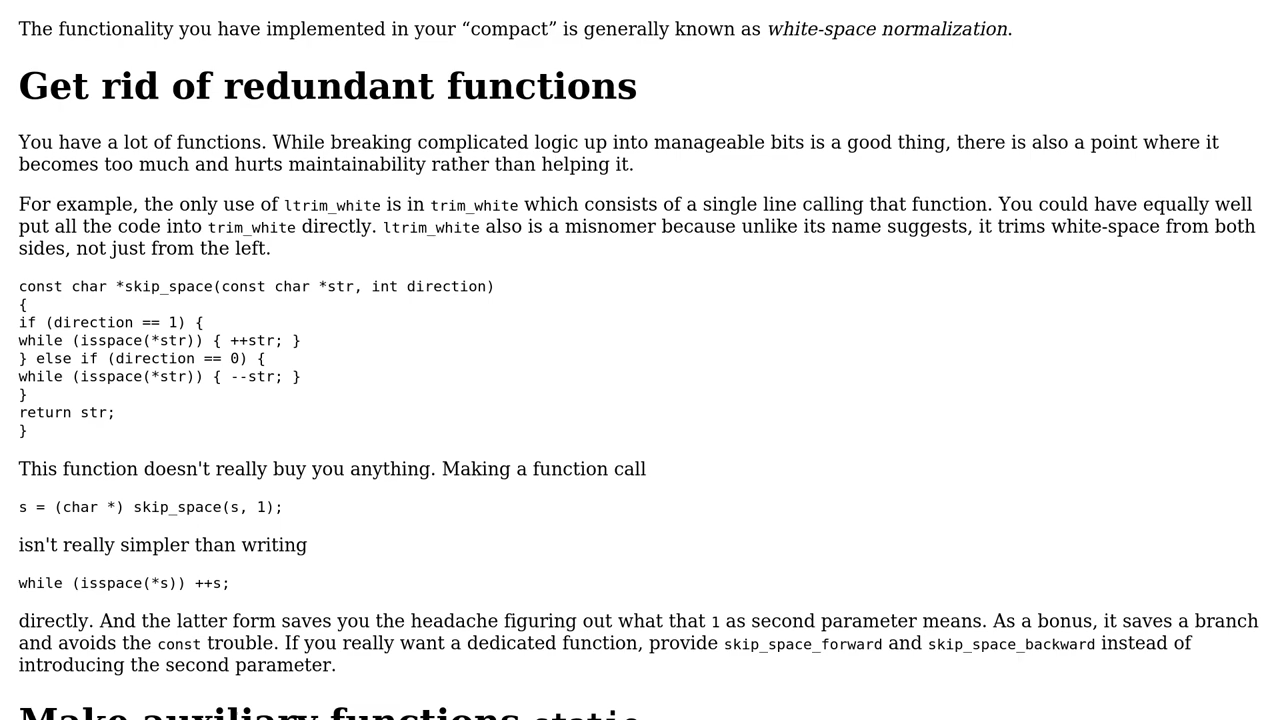 The functionality you have implemented in your “compact” is generally known as white-space normalization.
Get rid of redundant functions
You have a lot of functions. While breaking complicated logic up into manageable bits is a good thing, there is also a point where it
becomes too much and hurts maintainability rather than helping it.
For example, the only use of ltrim_white is in trim_white which consists of a single line calling that function. You could have equally well
put all the code into trim_white directly. ltrim_white also is a misnomer because unlike its name suggests, it trims white-space from both
sides, not just from the left.
const char *skip_space(const char *str, int direction)
{
if (direction == 1) {
while (isspace(*str)) { ++str; }
} else if (direction == 0) {
while (isspace(*str)) { --str; }
}
return str;
}
This function doesn't really buy you anything. Making a function call
s = (char *) skip_space(s, 1);
isn't really simpler than writing
while (isspace(*s)) ++s;
directly. And the latter form saves you the headache figuring out what that 1 as second parameter means. As a bonus, it saves a branch
and avoids the const trouble. If you really want a dedicated function, provide skip_space_forward and skip_space_backward instead of
introducing the second parameter.
Make auxiliary functions static